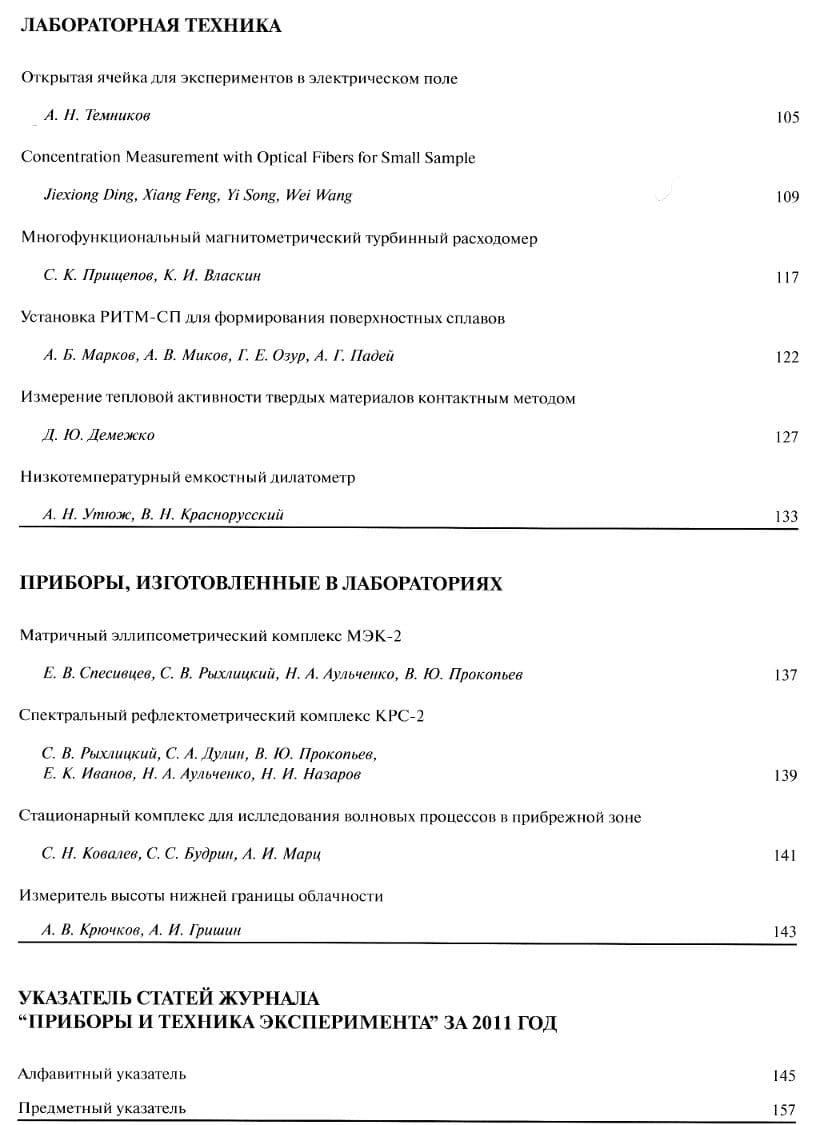 ЛАБОРАТОРНАЯ ТЕХНИКА
Открытая ячейка для экспериментов в электрическом поле
А. Н. Темников 105
Concentration Measurement with Optical Fibers for Small Sample
Jiexiong Ding, Xiang Feng, Yi Song, Wei Wang 109
Многофункциональный магнитометрический турбинный расходомер
С. К. Прищепов, К. И. Власкин 117
Установка РИТМ-СП для формирования поверхностных сплавов
А. Б. Марков, А. В. Миков, Г. Е. Озур, А. Г. Падей 122
Измерение тепловой активности твердых материалов контактным методом
Д. Ю. Демежко 127
Низкотемпературный емкостный дилатометр
А. Н. Утюж, В. Н. Краснорусский 133
ПРИБОРЫ, ИЗГОТОВЛЕННЫЕ В ЛАБОРАТОРИЯХ
Матричный эллипсометрический комплекс МЭК-2
Е. В. Спесивцев, С. В. Рыхлицкий, Н. А. Аульченко, В. Ю. Прокопьев 137
Спектральный рефлектометрический комплекс КРС-2
С. В. Рыхлицкий, С. А. Дулин, В. Ю. Прокопьев,
Е. К. Иванов, Н. А. Аульченко, Н. И. Назаров 139
Стационарный комплекс для исследования волновых процессов в прибрежной зоне
С. Н. Ковалев, С. С. Будрин, А. И. Марц 141
Измеритель высоты нижней границы облачности
А. В. Крючков, А. И. Гришин 143
УКАЗАТЕЛЬ СТАТЕЙ ЖУРНАЛА
“ПРИБОРЫ И ТЕХНИКА ЭКСПЕРИМЕНТА” ЗА 2011 ГОД
Алфавитный указатель 145
Предметный указатель 157